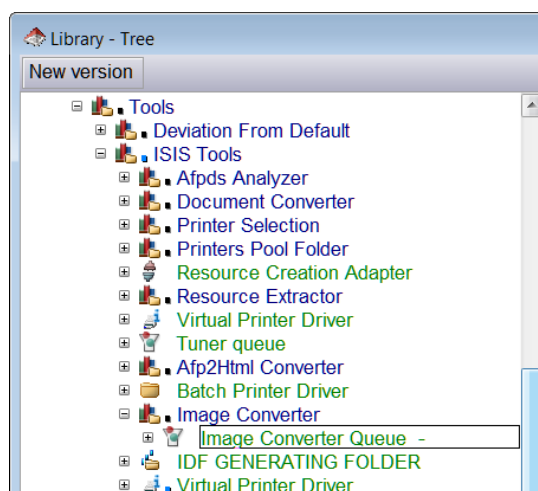 Library - Tree
New version
Tools
Deviation From Default
ISIS Tools
Afpds Analyzer
Document Converter
Printer Selection
Printers Pool Folder
Resource Creation Adapter
Resource Extractor
Virtual Printer Driver
Tuner queue
Afp2Html Converter
Batch Printer Driver
Image Converter
Image Converter Queue -
IDF GENERATING FOLDER
Virtual Printer Driver